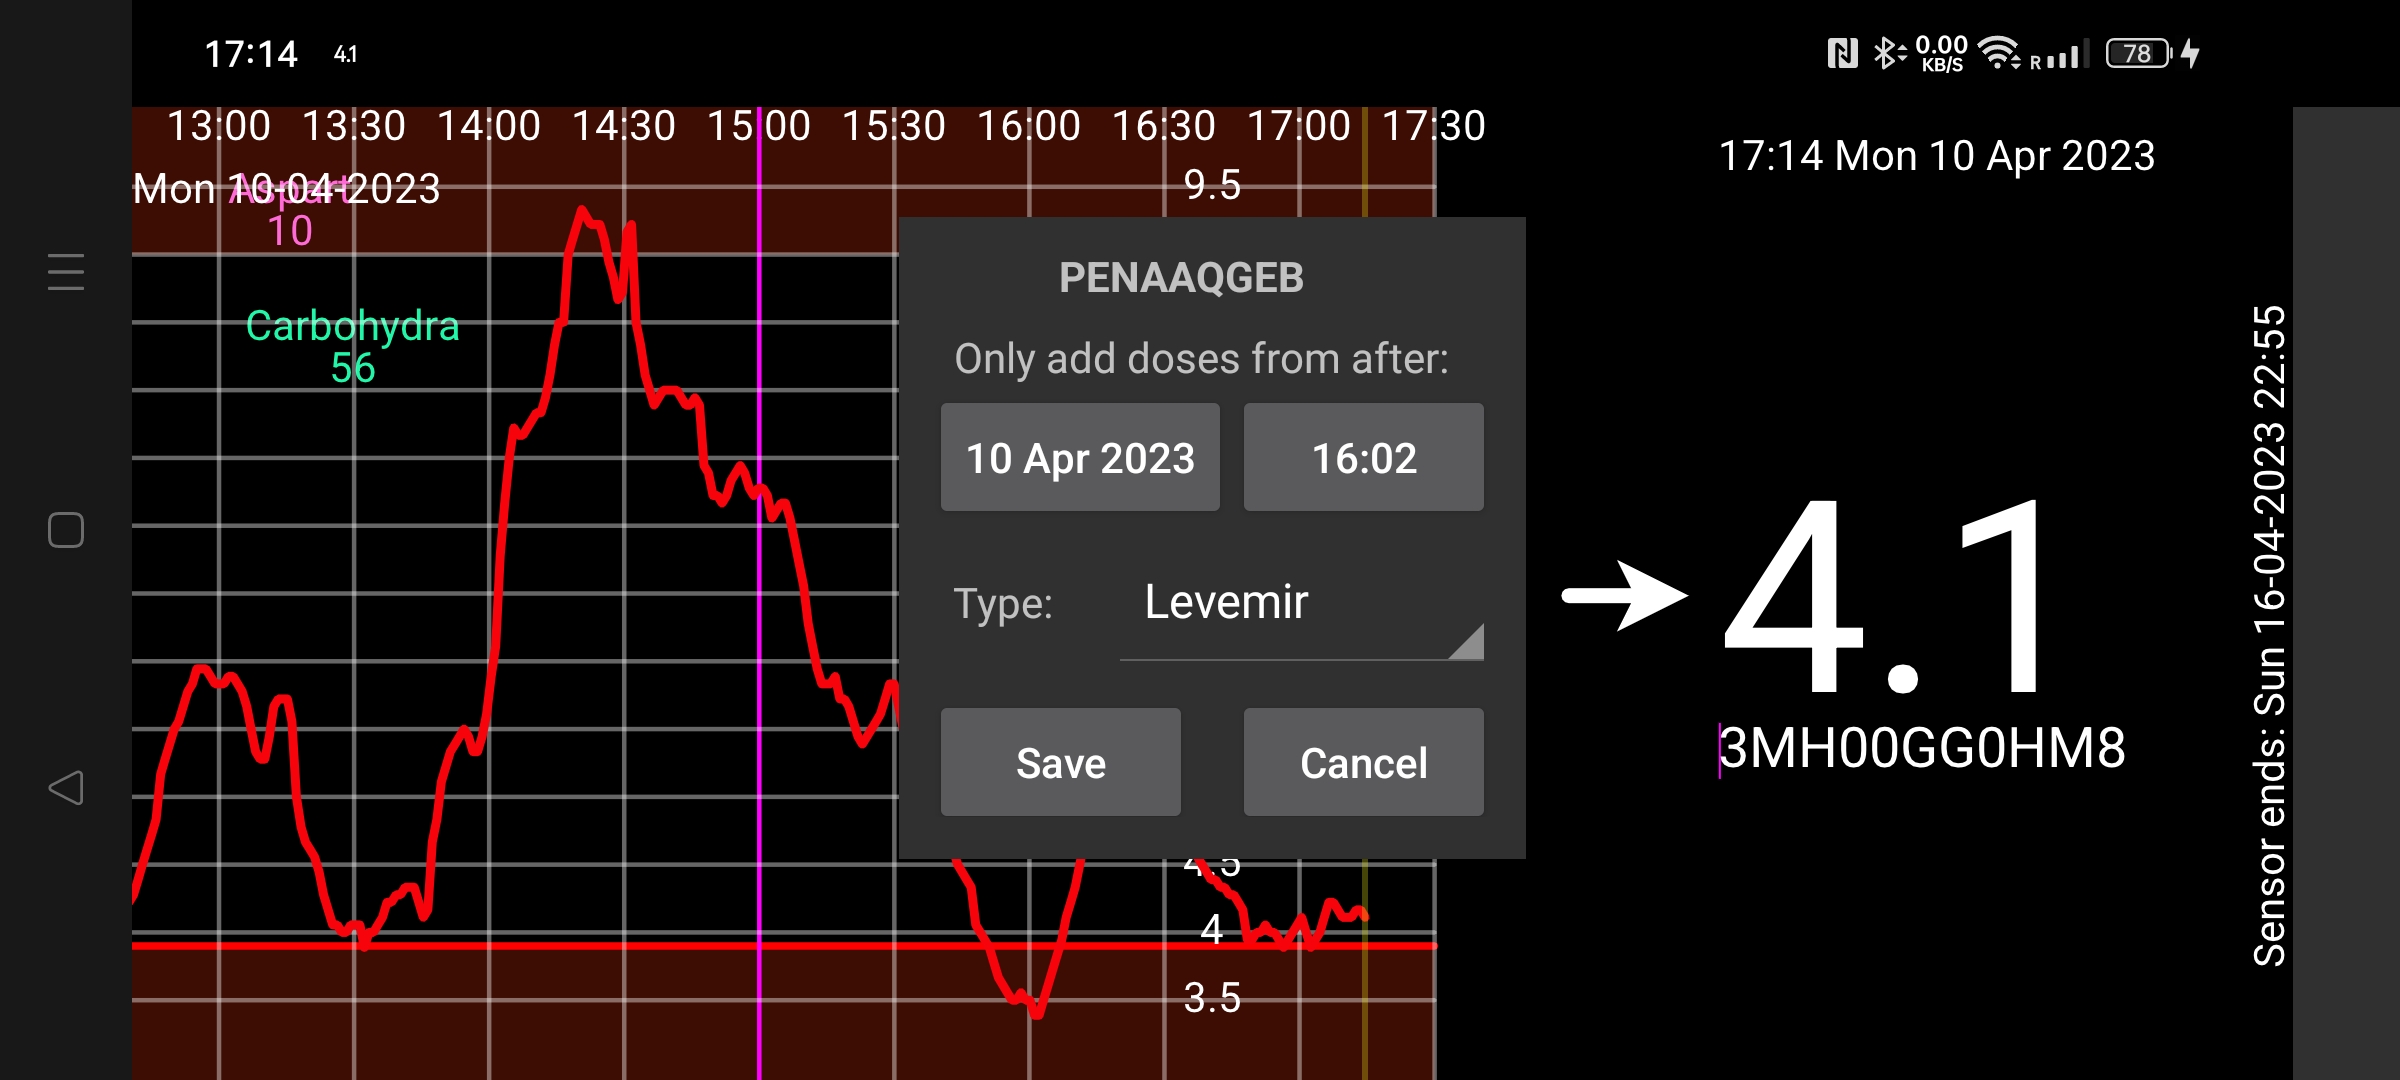 17:14 4.1
0.00 KB/S R 78
13:00 13:30 14:00 14:30 15:00 15:30 16:00 16:30 17:00 17:30
17:14 Mon 10 Apr 2023
Mon 10-04-2023
Aspart
10
9.5
Carbohydra
56
PENAAQGEB
Only add doses from after:
10 Apr 2023 16:02
Type: Levemir
Save Cancel
4.1
3MH00GG0HM8
4.5
4
3.5
Sensor ends: Sun 16-04-2023 22:55